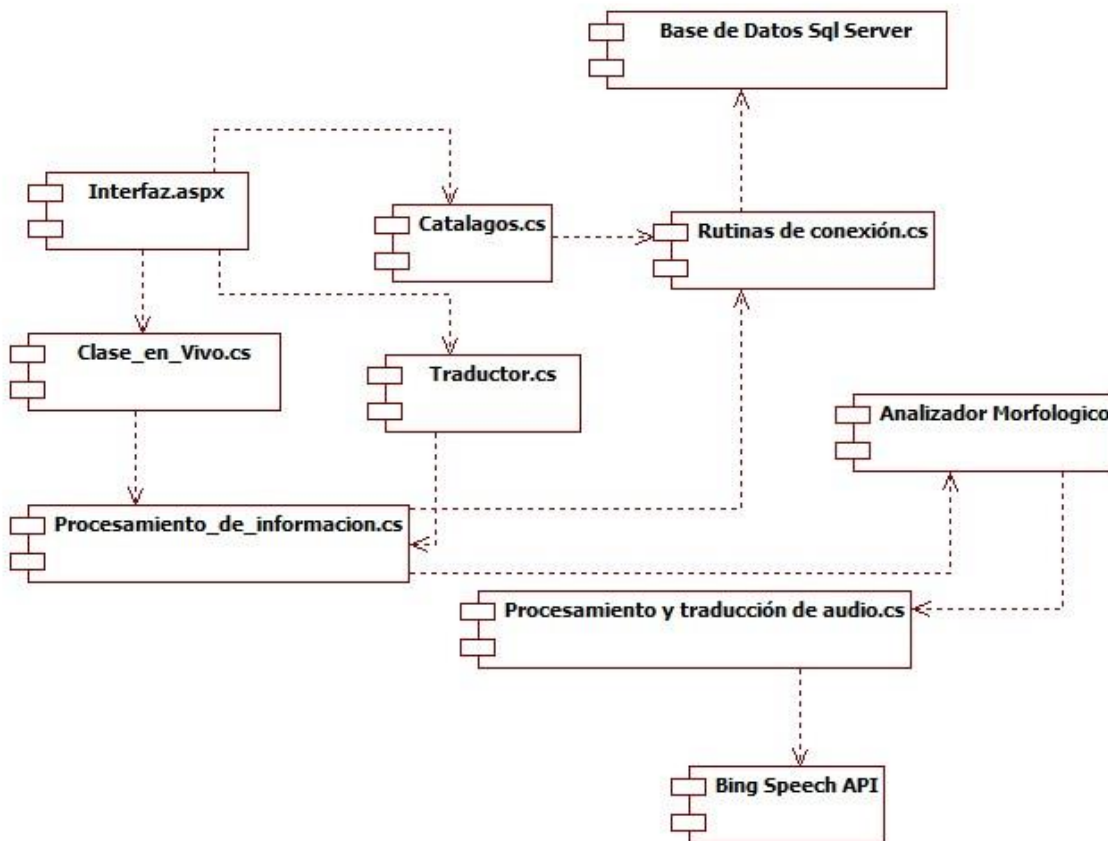 Base de Datos Sql Server
Interfaz.aspx
Catalagos.cs
Rutinas de conexión.cs
Clase_en_Vivo.cs
Traductor.cs
Analizador Morfologico
Procesamiento_de_informacion.cs
Procesamiento y traducción de audio.cs
Bing Speech API